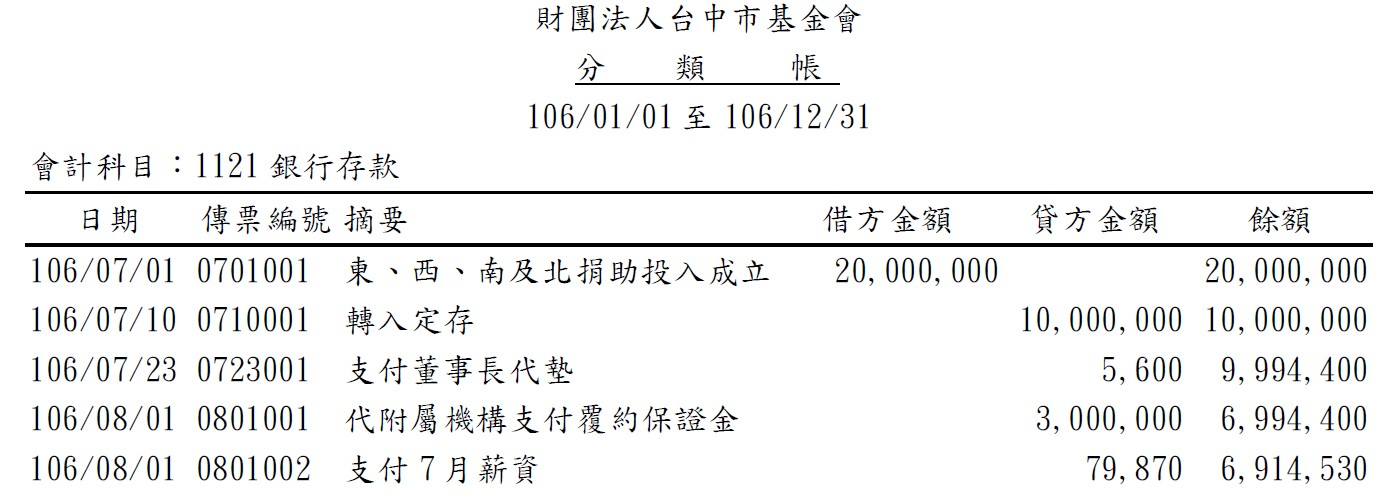 財團法人台中市基金會
分 類 帳
106/01/01 至 106/12/31
會計科目：1121 銀行存款
日期 傳票編號 摘要 借方金額 貸方金額 餘額
106/07/01 0701001 東、西、南及北捐助投入成立 20,000,000 20,000,000
106/07/10 0710001 轉入定存 10,000,000 10,000,000
106/07/23 0723001 支付董事長代墊 5,600 9,994,400
106/08/01 0801001 代附屬機構支付覆約保證金 3,000,000 6,994,400
106/08/01 0801002 支付 7 月薪資 79,870 6,914,530